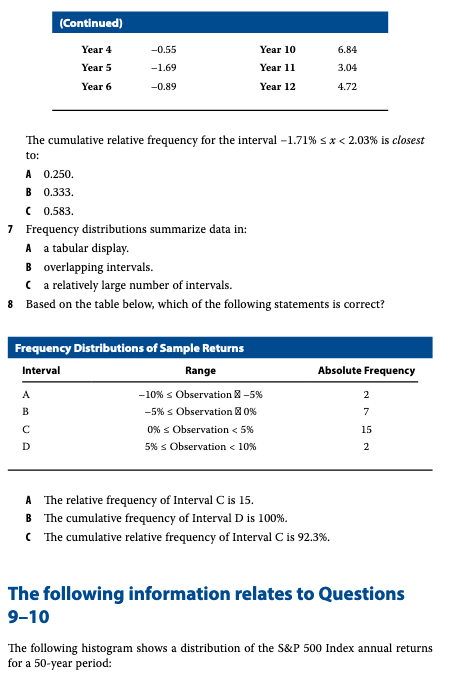 (Continued)
Year 4 −0.55 Year 10 6.84
Year 5 −1.69 Year 11 3.04
Year 6 −0.89 Year 12 4.72
The cumulative relative frequency for the interval −1.71% ≤ x < 2.03% is closest
to:
A 0.250.
B 0.333.
C 0.583.
7 Frequency distributions summarize data in:
A a tabular display.
B overlapping intervals.
C a relatively large number of intervals.
8 Based on the table below, which of the following statements is correct?
Frequency Distributions of Sample Returns
Interval Range Absolute Frequency
A −10% ≤ Observation −5% 2
B −5% ≤ Observation 0% 7
C 0% ≤ Observation < 5% 15
D 5% ≤ Observation < 10% 2
A The relative frequency of Interval C is 15.
B The cumulative frequency of Interval D is 100%.
C The cumulative relative frequency of Interval C is 92.3%.
The following information relates to Questions
9–10
The following histogram shows a distribution of the S&P 500 Index annual returns
for a 50-year period: